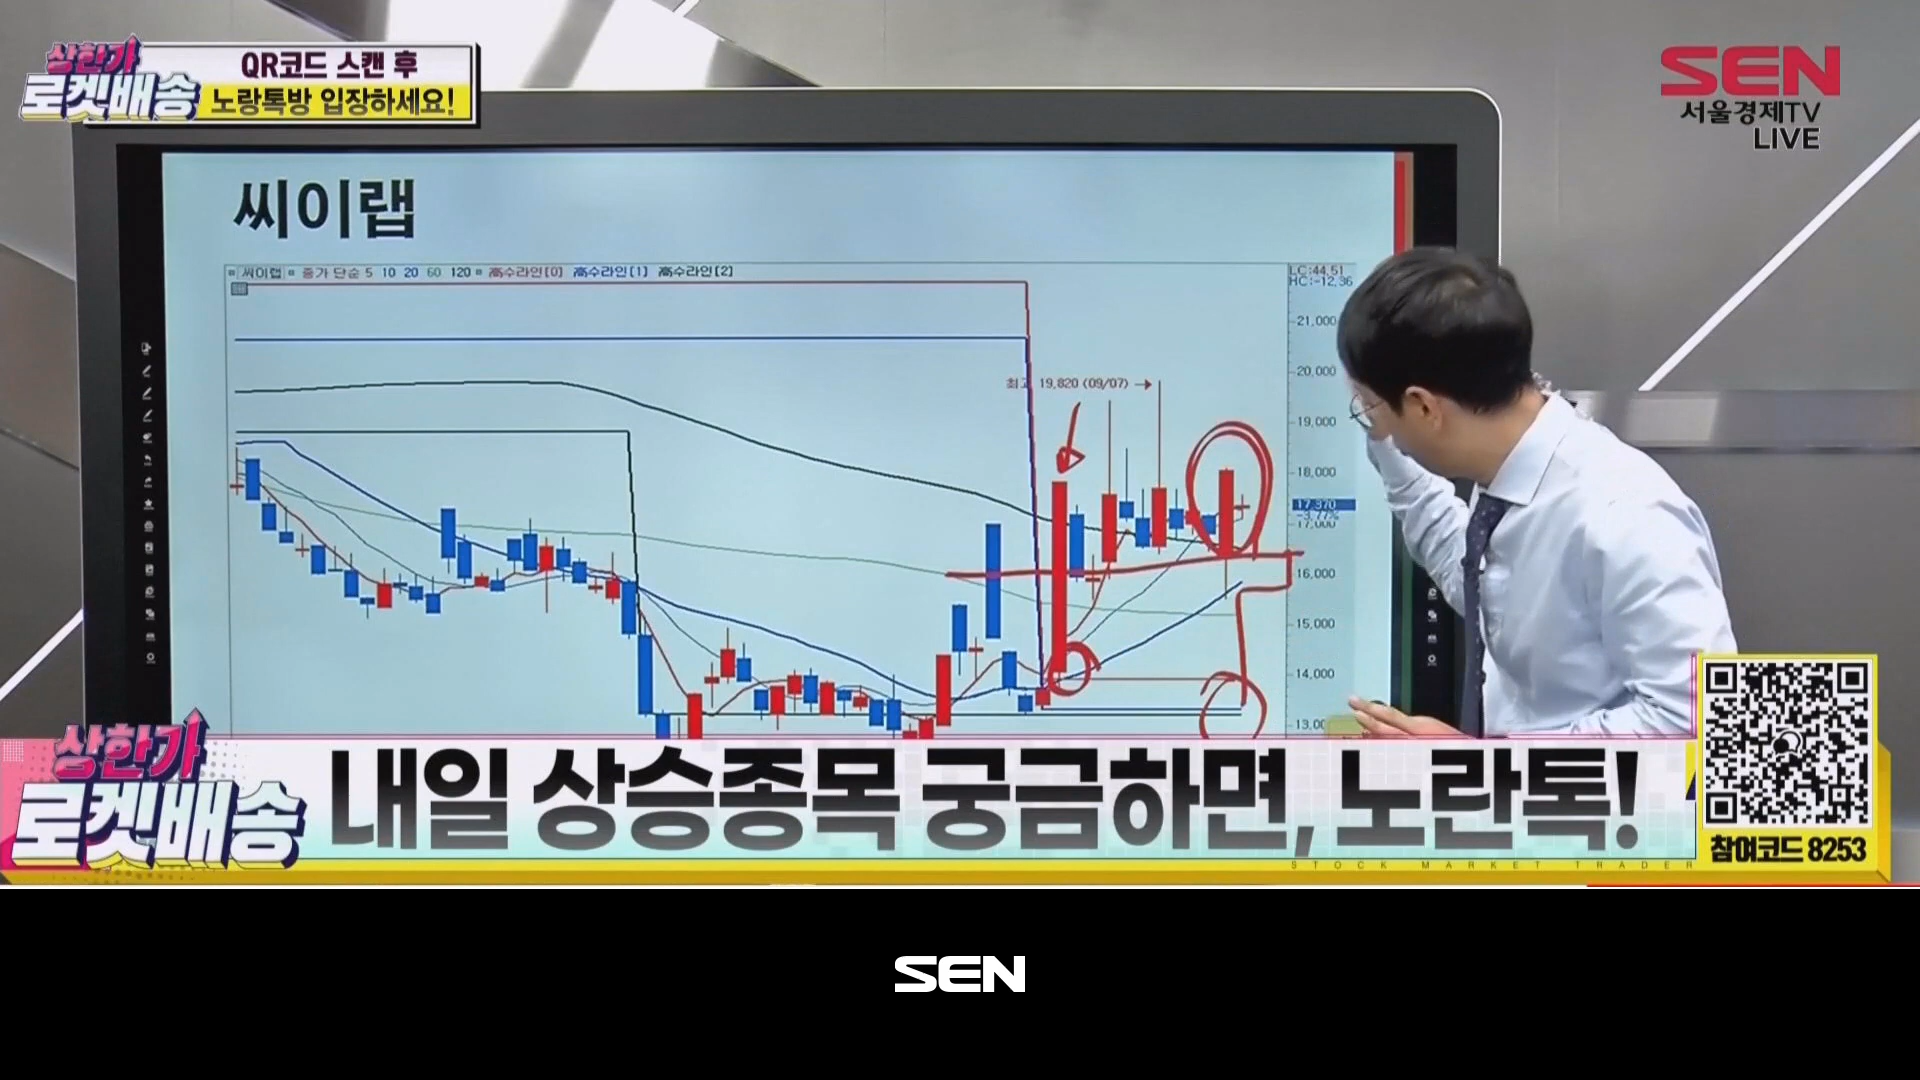 상한가
로켓배송
QR코드 스캔 후
노랑톡방 입장하세요!
SEN
서울경제TV
LIVE
씨이랩
씨이랩 종가 단순 5 10 20 60 120 高수라인[0] 高수라인[1] 高수라인[2]
LC:44.51
HC:-12.36
21,000
20,000
최고 19,820 (09/07)
19,000
18,000
17,370
-3.77%
17,000
16,000
15,000
14,000
13,00
상한가
로켓배송
내일 상승종목 궁금하면, 노란톡!
STOCK MARKET TRADER
참여코드 8253
SEN